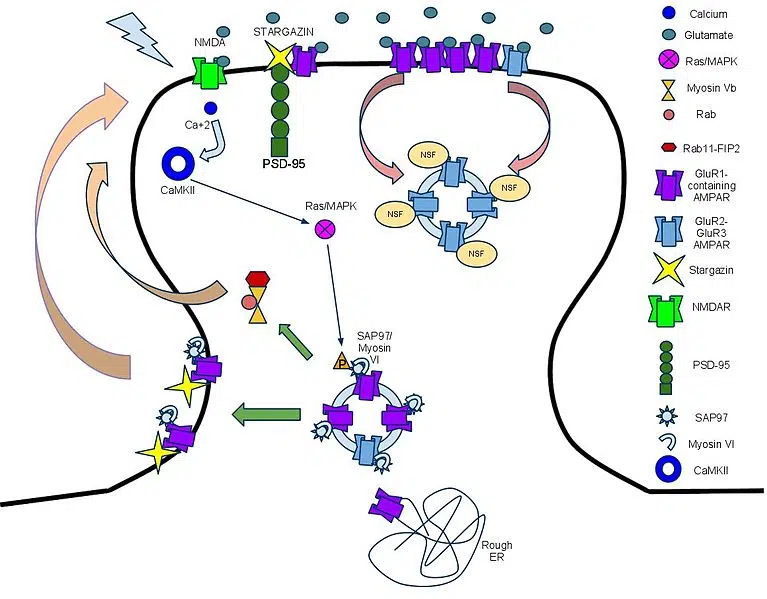 STARGAZIN
NMDA
Ca+2
PSD-95
CaMKII
Ras/MAPK
NSF
NSF
NSF
NSF
SAP97/
Myosin
VI
P
Rough
ER
Calcium
Glutamate
Ras/MAPK
Myosin Vb
Rab
Rab11-FIP2
GluR1-
containing
AMPAR
GluR2-
GluR3
AMPAR
Stargazin
NMDAR
PSD-95
SAP97
Myosin VI
CaMKII